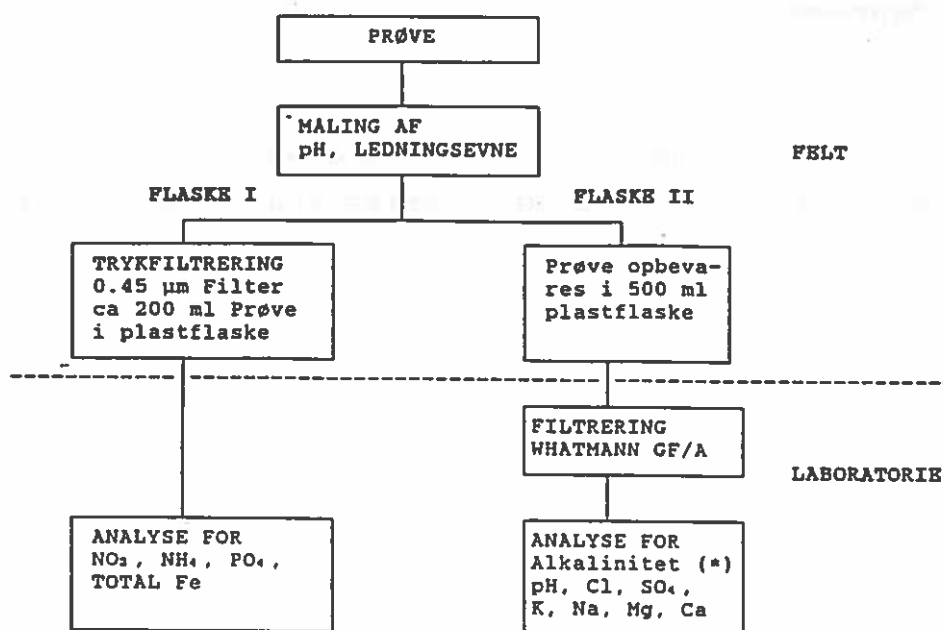 PRØVE
MÅLING AF
pH, LEDNINGSEVNE
FELT
FLASKE I
FLASKE II
TRYKFILTRERING
0.45 µm Filter
ca 200 ml Prøve
i plastflaske
Prøve opbeva-
res i 500 ml
plastflaske
FILTRERING
WHATMANN GF/A
LABORATORIE
ANALYSE FOR
NO₃, NH₄, PO₄,
TOTAL Fe
ANALYSE FOR
Alkalinitet (*)
pH, Cl, SO₄,
K, Na, Mg, Ca